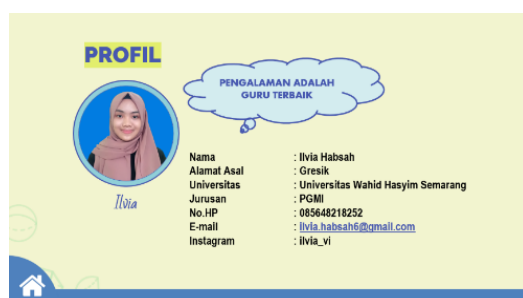 PROFIL
PENGALAMAN ADALAH
GURU TERBAIK
Ilvia
Nama : Ilvia Habsah
Alamat Asal : Gresik
Universitas : Universitas Wahid Hasyim Semarang
Jurusan : PGMI
No.HP : 085648218252
E-mail : ilvia.habsah6@gmail.com
Instagram : ilvia_vi